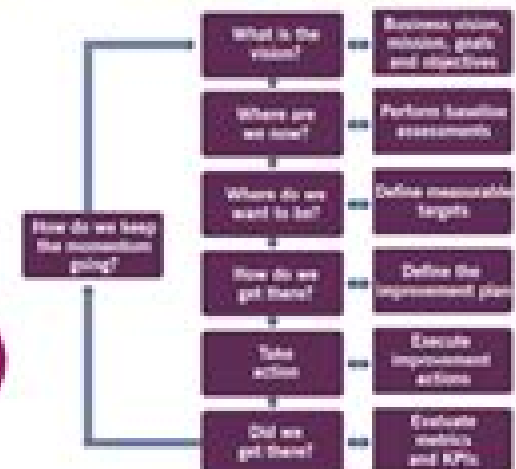 What is the
vision?
Business vision,
mission, goals
and objectives
Where are
we now?
Perform baseline
assessments
Where do we
want to be?
Define measurable
targets
How do we keep
the momentum
going?
How do we
get there?
Define the
improvement plan
Take
action
Execute
improvement
actions
Did we
get there?
Evaluate
metrics
and KPIs